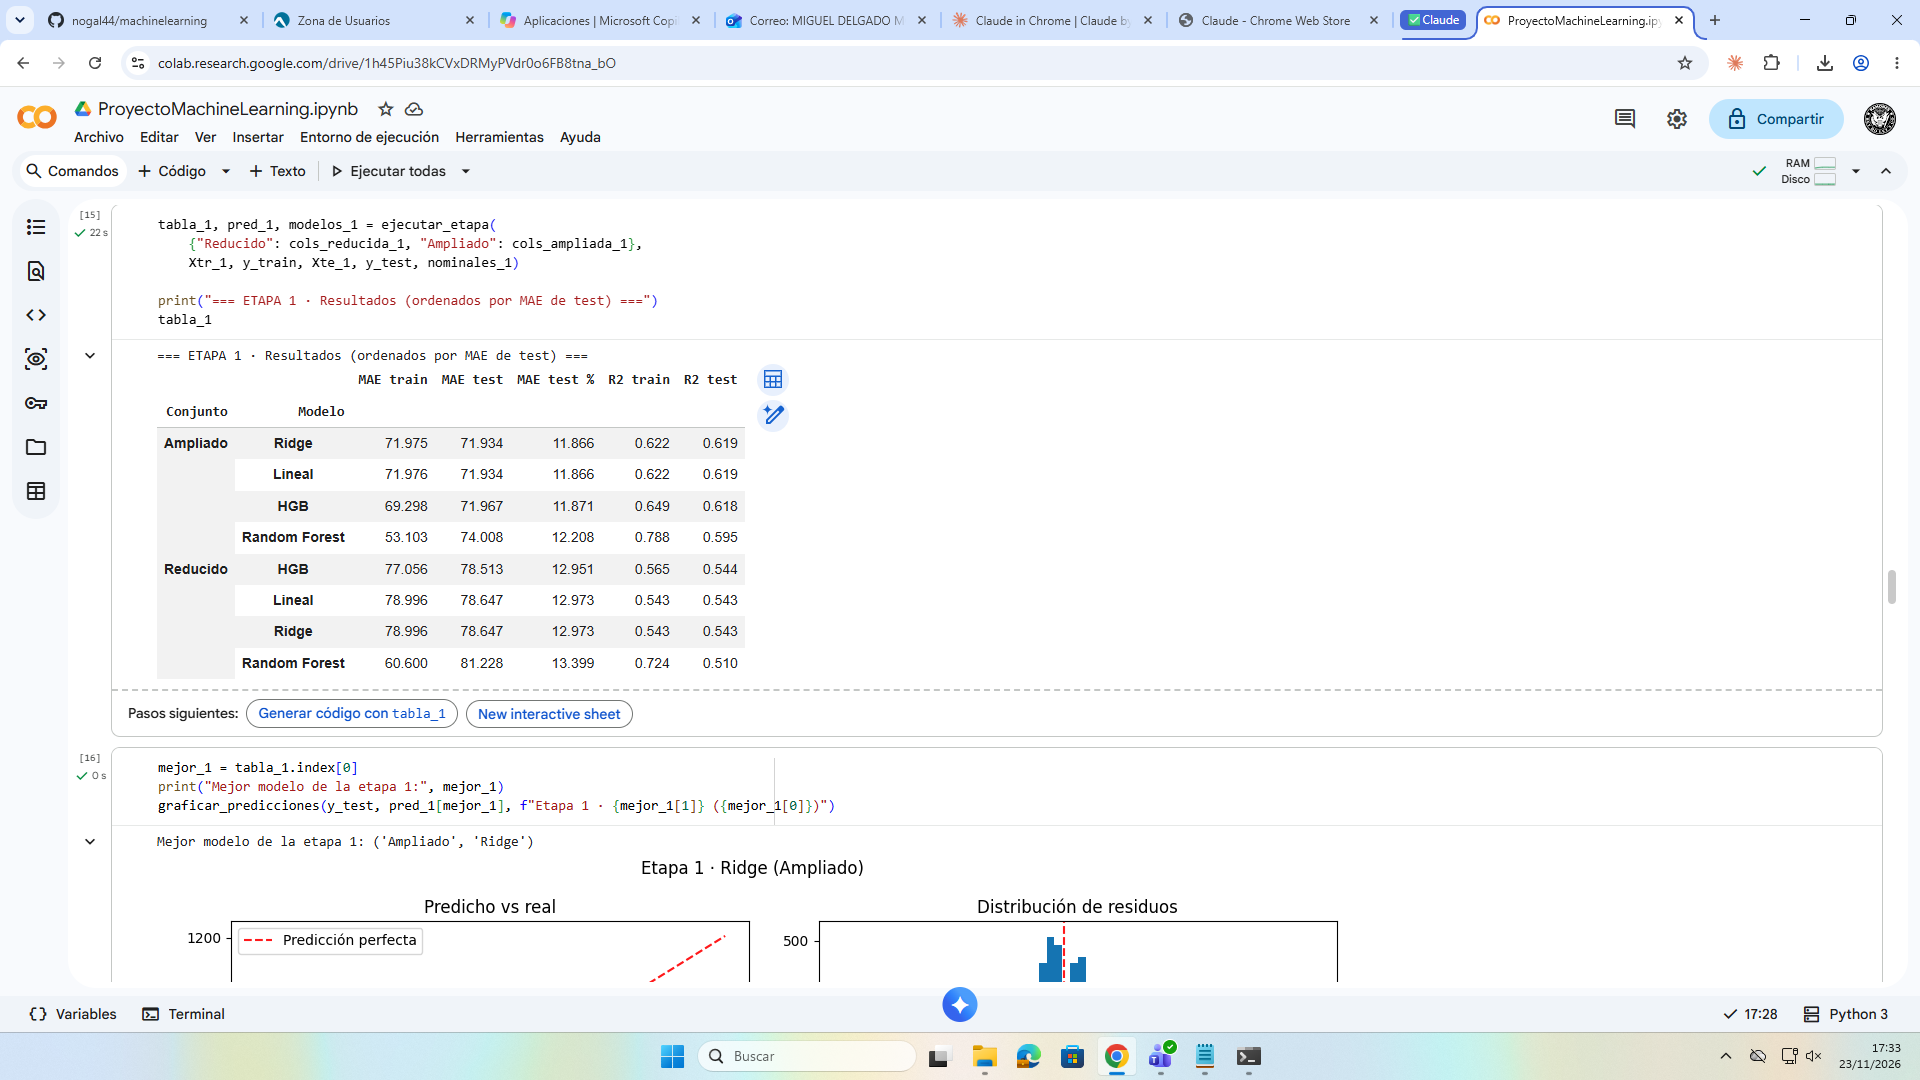 nogal44/machinelearning
Zona de Usuarios
Aplicaciones | Microsoft Copi
Correo: MIGUEL DELGADO M
Claude in Chrome | Claude by
Claude - Chrome Web Store
Claude
ProyectoMachineLearning.ipy
colab.research.google.com/drive/1h45Piu38kCVxDRMyPVdr0o6FB8tna_bO
ProyectoMachineLearning.ipynb
Archivo Editar Ver Insertar Entorno de ejecución Herramientas Ayuda
Compartir
Comandos + Código + Texto Ejecutar todas
RAM
Disco
[15]
22 s
tabla_1, pred_1, modelos_1 = ejecutar_etapa(
{"Reducido": cols_reducida_1, "Ampliado": cols_ampliada_1},
Xtr_1, y_train, Xte_1, y_test, nominales_1)
print("=== ETAPA 1 · Resultados (ordenados por MAE de test) ===")
tabla_1
=== ETAPA 1 · Resultados (ordenados por MAE de test) ===
MAE train MAE test MAE test % R2 train R2 test
Conjunto Modelo
Ampliado Ridge 71.975 71.934 11.866 0.622 0.619
Lineal 71.976 71.934 11.866 0.622 0.619
HGB 69.298 71.967 11.871 0.649 0.618
Random Forest 53.103 74.008 12.208 0.788 0.595
Reducido HGB 77.056 78.513 12.951 0.565 0.544
Lineal 78.996 78.647 12.973 0.543 0.543
Ridge 78.996 78.647 12.973 0.543 0.543
Random Forest 60.600 81.228 13.399 0.724 0.510
Pasos siguientes: Generar código con tabla_1 New interactive sheet
[16]
0 s
mejor_1 = tabla_1.index[0]
print("Mejor modelo de la etapa 1:", mejor_1)
graficar_predicciones(y_test, pred_1[mejor_1], f"Etapa 1 · {mejor_1[1]} ({mejor_1[0]})")
Mejor modelo de la etapa 1: ('Ampliado', 'Ridge')
Etapa 1 · Ridge (Ampliado)
Predicho vs real
Distribución de residuos
1200
Predicción perfecta
500
Variables Terminal
17:28 Python 3
Buscar
17:33
23/11/2026